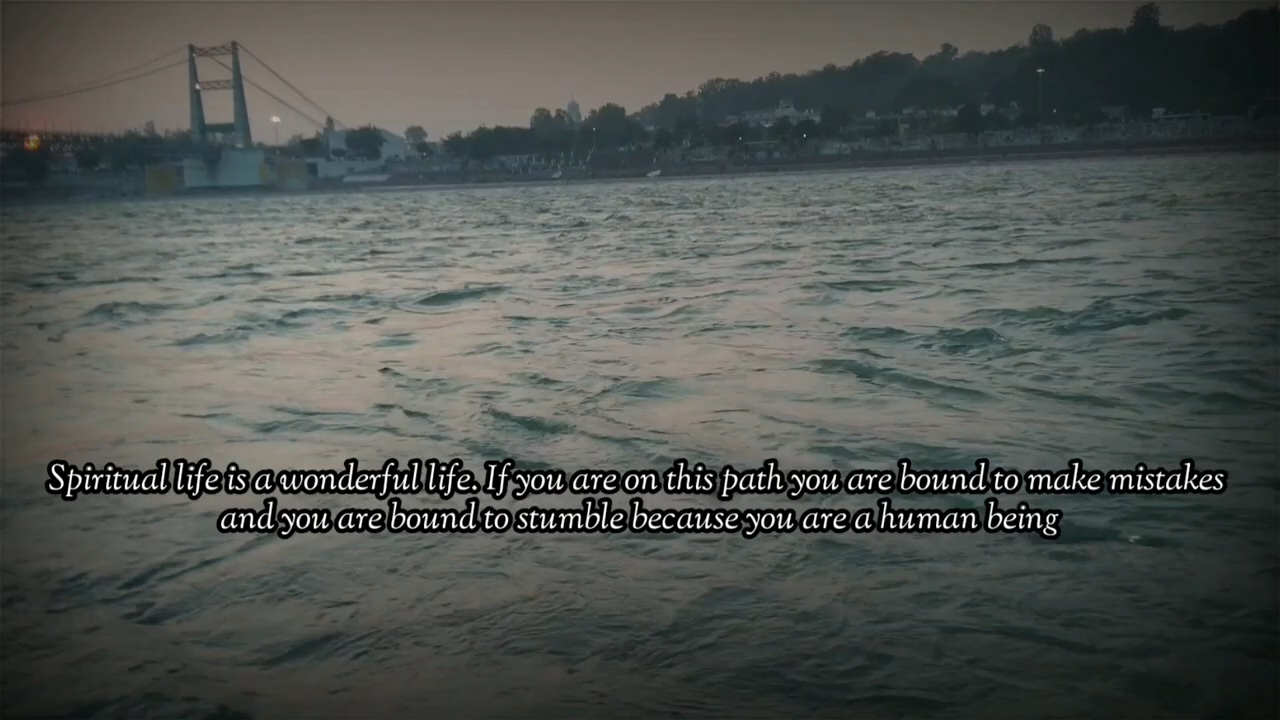 Spiritual life is a wonderful life. If you are on this path you are bound to make mistakes
and you are bound to stumble because you are a human being